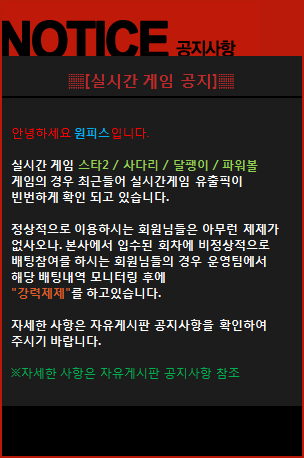 NOTICE 공지사항
▒[실시간 게임 공지]▒
안녕하세요 원피스입니다.
실시간 게임 스타2 / 사다리 / 달팽이 / 파워볼
게임의 경우 최근들어 실시간게임 유출픽이
빈번하게 확인 되고 있습니다.
정상적으로 이용하시는 회원님들은 아무런 제제가
없사오나. 본사에서 입수된 회차에 비정상적으로
배팅참여를 하시는 회원님들의 경우 운영팀에서
해당 배팅내역 모니터링 후에
"강력제제"를 하고있습니다.
자세한 사항은 자유게시판 공지사항을 확인하여
주시기 바랍니다.
※자세한 사항은 자유게시판 공지사항 참조